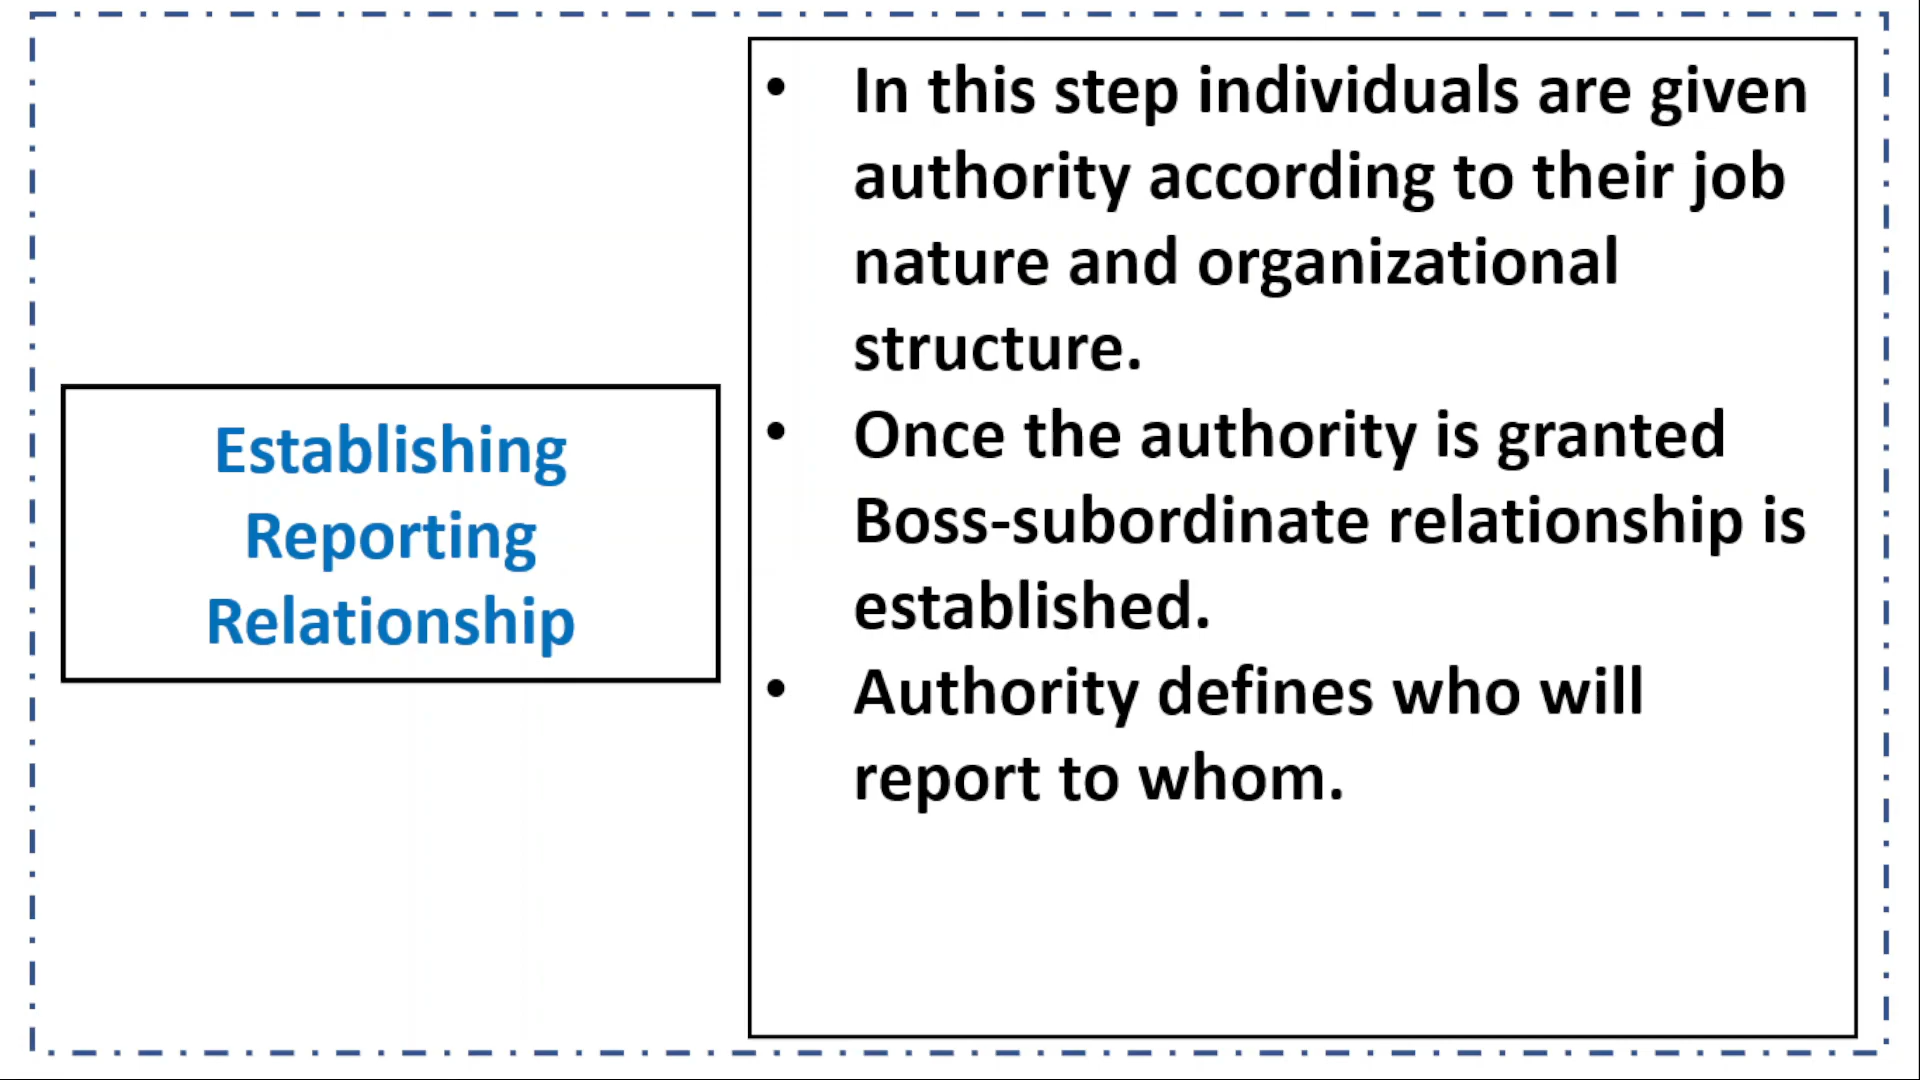 Establishing
Reporting
Relationship
• In this step individuals are given
authority according to their job
nature and organizational
structure.
• Once the authority is granted
Boss-subordinate relationship is
established.
• Authority defines who will
report to whom.